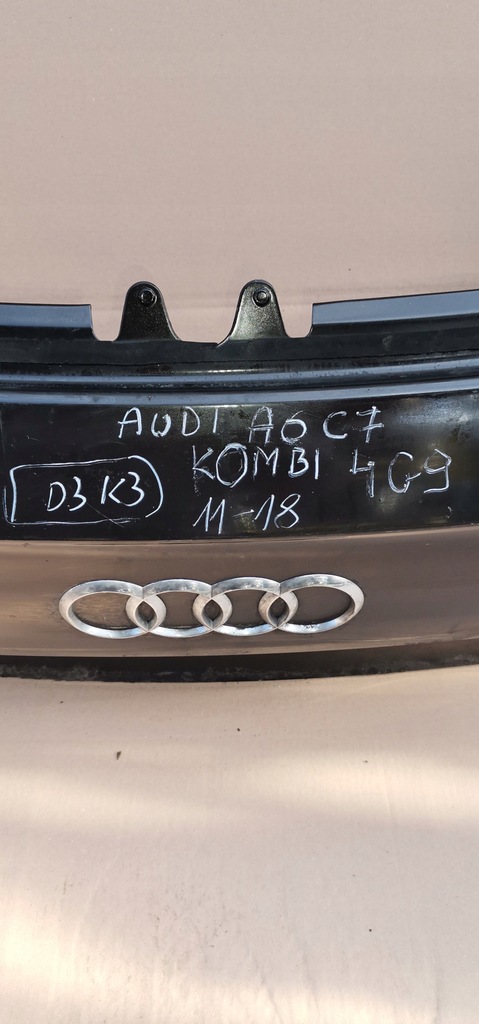 AUDI A6 C7
KOMBI 4G9
D3 K3
11-18